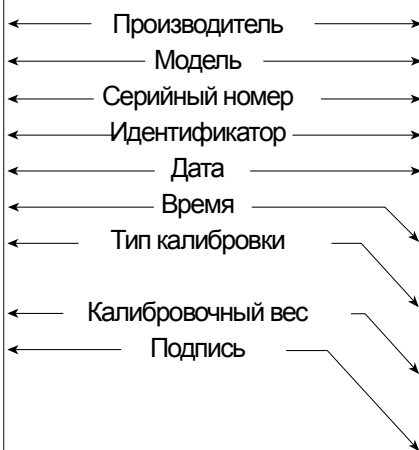 Производитель
Модель
Серийный номер
Идентификатор
Дата
Время
Тип калибровки
Калибровочный вес
Подпись